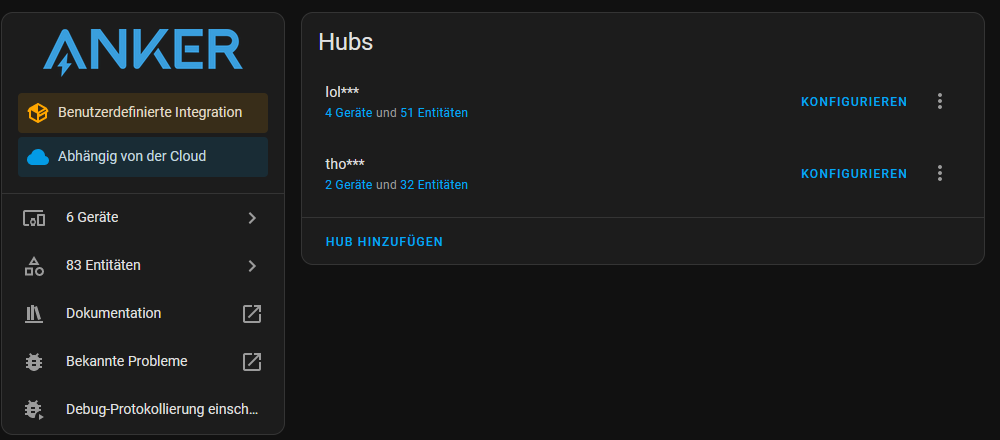 ANKER
Benutzerdefinierte Integration
Abhängig von der Cloud
6 Geräte
83 Entitäten
Dokumentation
Bekannte Probleme
Debug-Protokollierung einsch…
Hubs
lol***
4 Geräte und 51 Entitäten
KONFIGURIEREN
tho***
2 Geräte und 32 Entitäten
KONFIGURIEREN
HUB HINZUFÜGEN